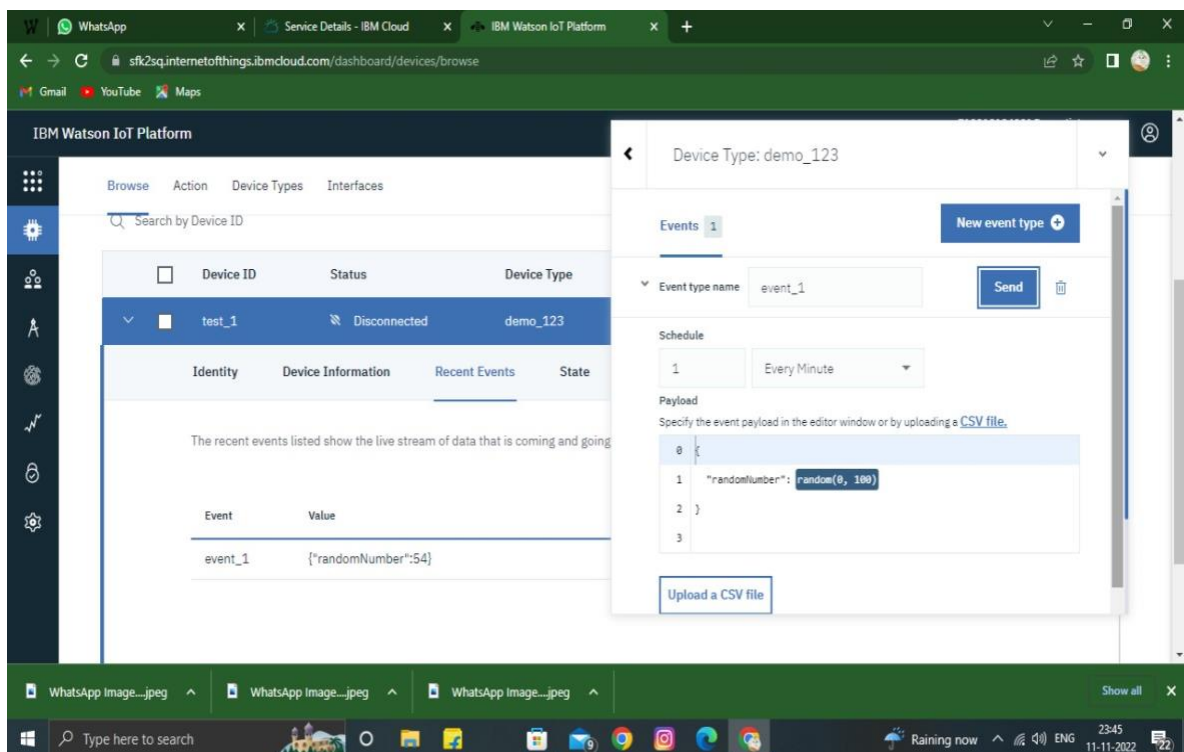 WhatsApp
Service Details - IBM Cloud
IBM Watson IoT Platform
sfk2sq.internetofthings.ibmcloud.com/dashboard/devices/browse
Gmail YouTube Maps
IBM Watson IoT Platform
Browse Action Device Types Interfaces
Search by Device ID
Device ID Status Device Type
test_1 Disconnected demo_123
Identity Device Information Recent Events State
The recent events listed show the live stream of data that is coming and going
Event Value
event_1 {"randomNumber":54}
Device Type: demo_123
Events 1 New event type
Event type name event_1 Send
Schedule
1 Every Minute
Payload
Specify the event payload in the editor window or by uploading a CSV file.
0 {
1 "randomNumber": random(0, 100)
2 }
3
Upload a CSV file
WhatsApp Image....jpeg WhatsApp Image....jpeg WhatsApp Image....jpeg Show all
Type here to search 9 Raining now ENG 23:45
11-11-2022 22